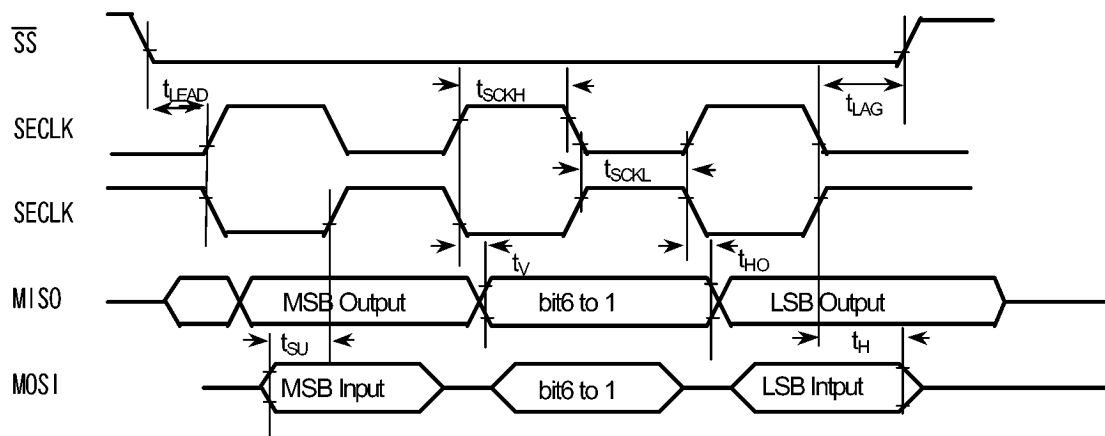 SS
tLEAD
tSCKH
tLAG
SECLK
tSCKL
SECLK
tV
tHO
MISO
MSB Output
bit6 to 1
LSB Output
tSU
tH
MOSI
MSB Input
bit6 to 1
LSB Intput